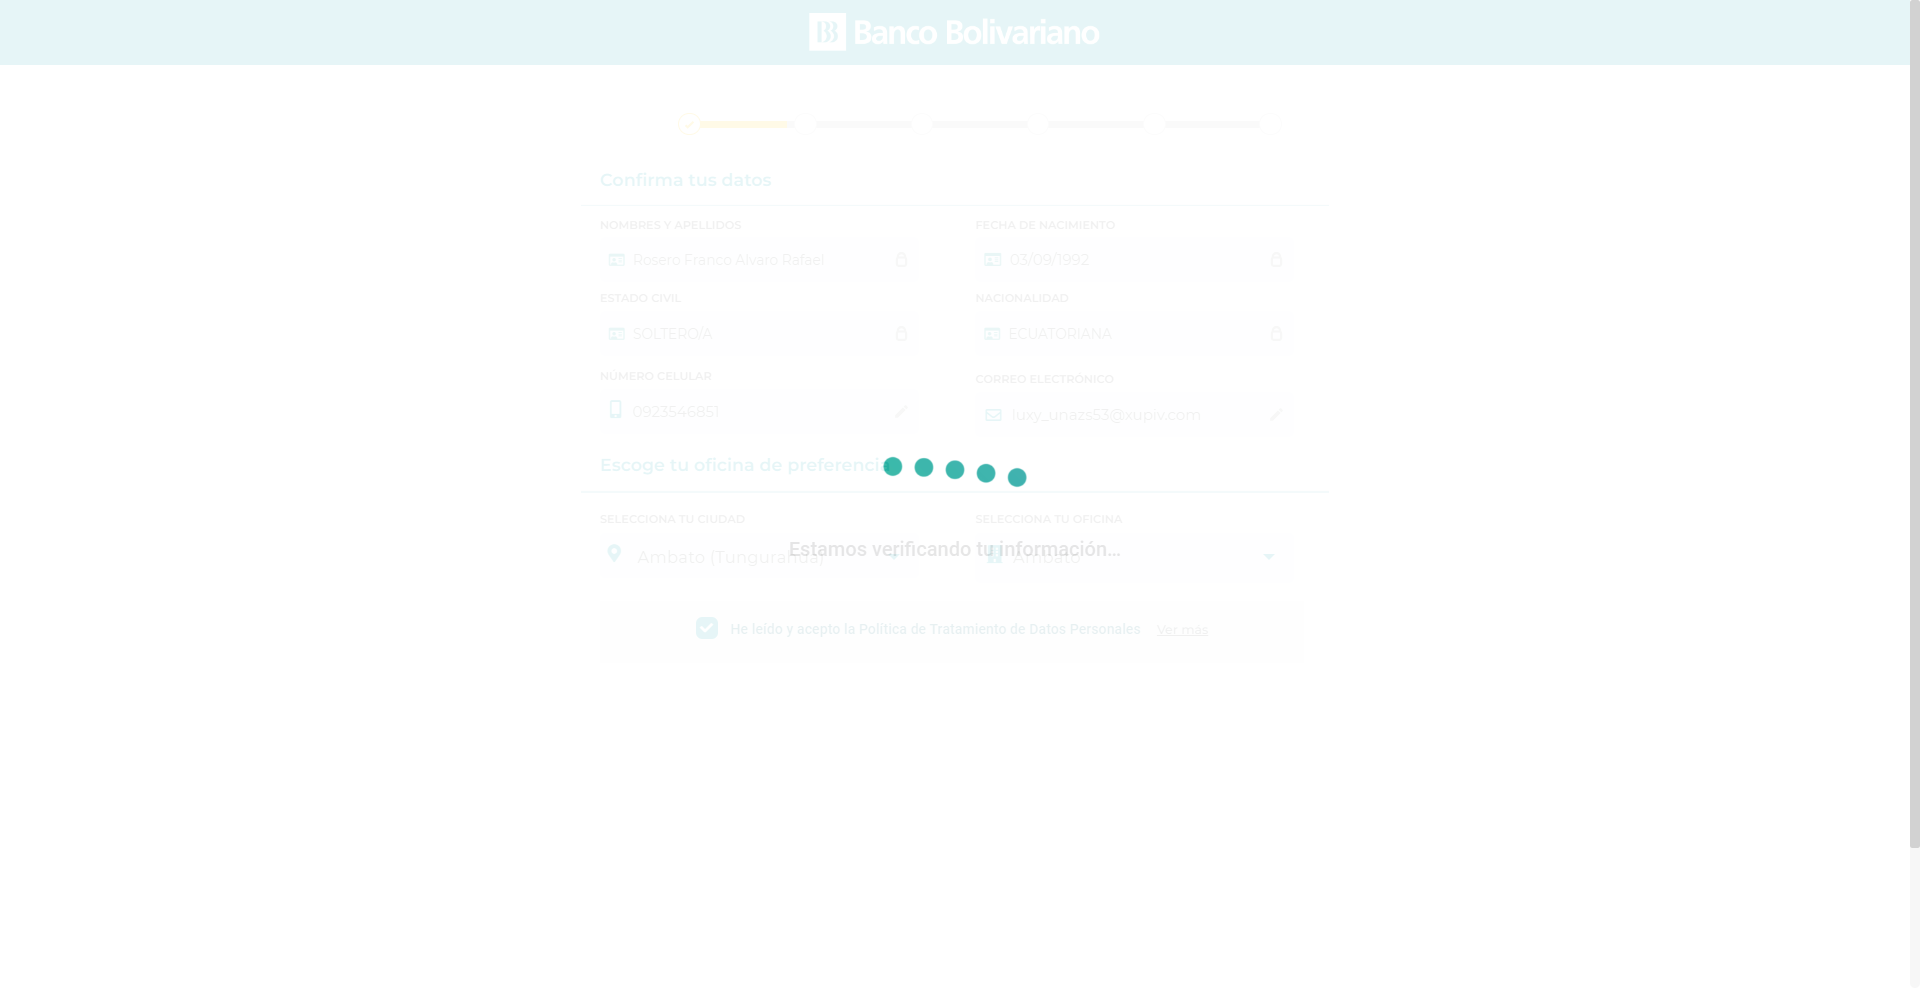 Banco Bolivariano
Confirma tus datos
NOMBRES Y APELLIDOS
FECHA DE NACIMIENTO
Rosero Franco Alvaro Rafael
03/09/1992
ESTADO CIVIL
NACIONALIDAD
SOLTERO/A
ECUATORIANA
NÚMERO CELULAR
CORREO ELECTRÓNICO
0923546851
luxy_unazs53@xupiv.com
Escoge tu oficina de preferencia
SELECCIONA TU CIUDAD
SELECCIONA TU OFICINA
Estamos verificando tu información...
Ambato (Tungurahua)
Ambato
He leído y acepto la Política de Tratamiento de Datos Personales
Ver más